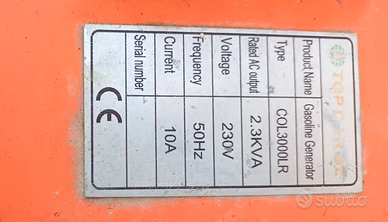 TOP
Product Name Gasoline Generator
Type COL3000LR
Rated AC output 2.3KVA
Voltage 230V
Frequency 50Hz
Current 10A
Serial number
CE
subito